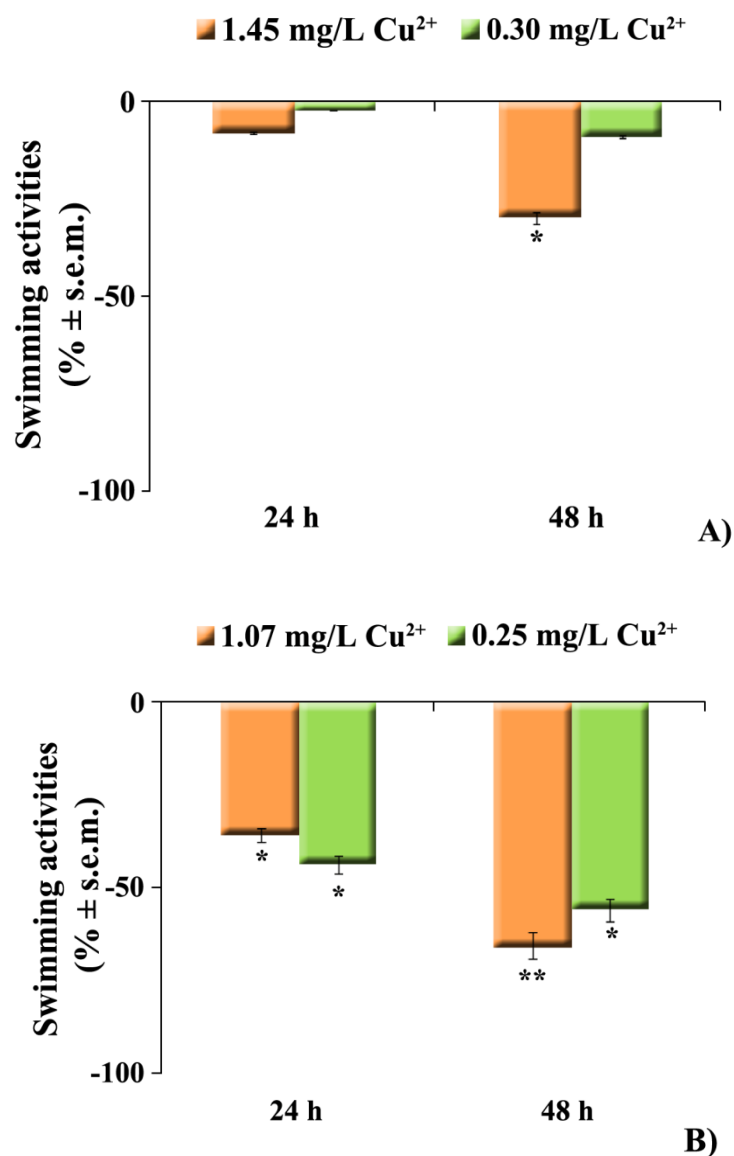 1.45 mg/L Cu²⁺ 0.30 mg/L Cu²⁺
Swimming activities
(% ± s.e.m.)
0
-50
-100
*
24 h 48 h
A)
1.07 mg/L Cu²⁺ 0.25 mg/L Cu²⁺
Swimming activities
(% ± s.e.m.)
0
-50
-100
* * ** *
24 h 48 h
B)